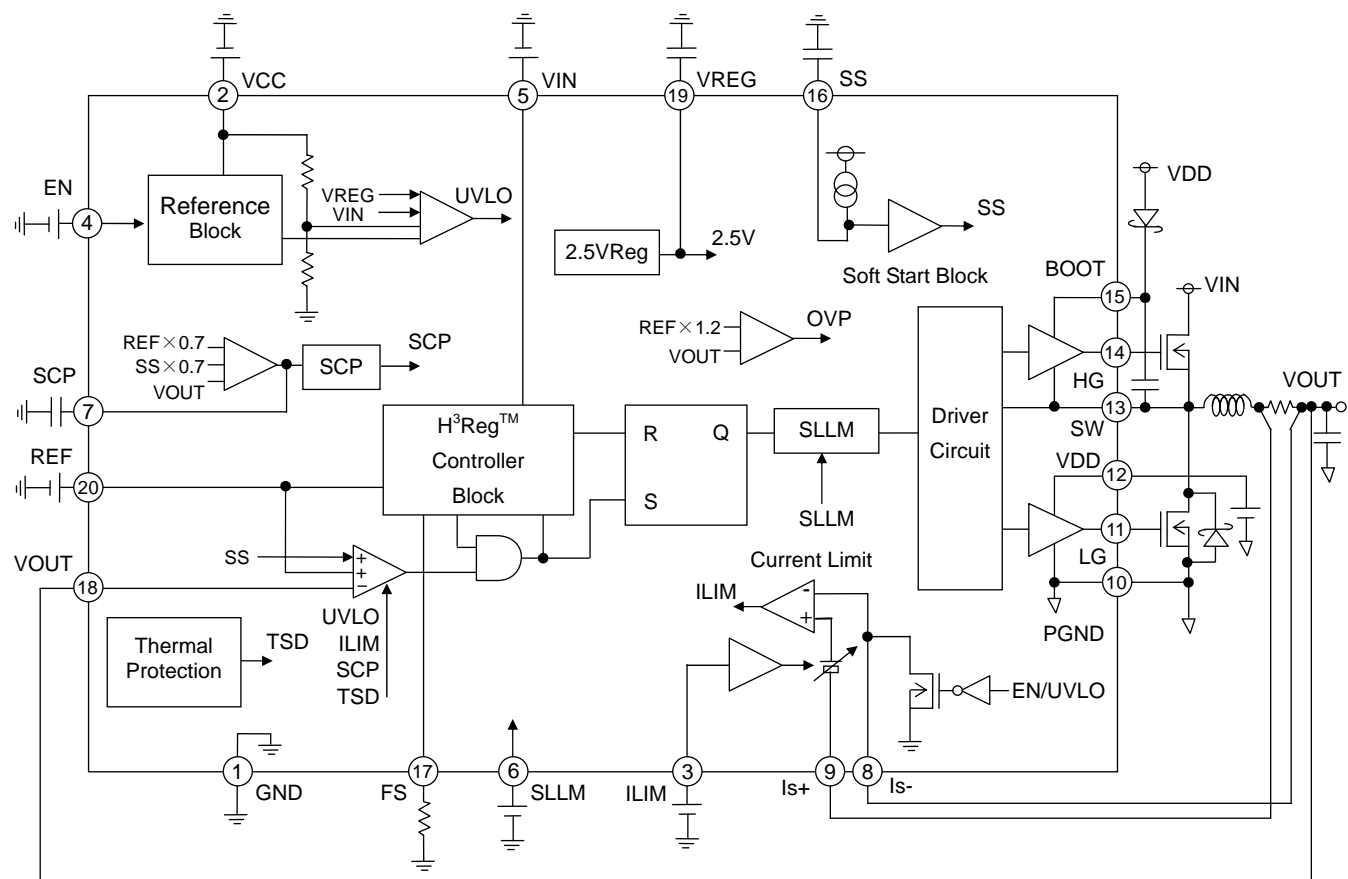 VCC
2
VIN
5
VREG
19
SS
16
EN
4
Reference
Block
VREG
VIN
UVLO
2.5VReg
2.5V
SS
Soft Start Block
VDD
BOOT
15
VIN
REF×0.7
SS×0.7
VOUT
SCP
SCP
REF×1.2
VOUT
OVP
14
HG
SCP
7
H³Reg™
Controller
Block
R
Q
S
SLLM
SLLM
Driver
Circuit
13
SW
VOUT
REF
20
VDD
12
11
LG
10
PGND
SS
+
+
-
VOUT
18
UVLO
ILIM
SCP
TSD
Thermal
Protection
TSD
Current Limit
ILIM
-
+
EN/UVLO
1
GND
17
FS
6
SLLM
3
ILIM
9
Is+
8
Is-